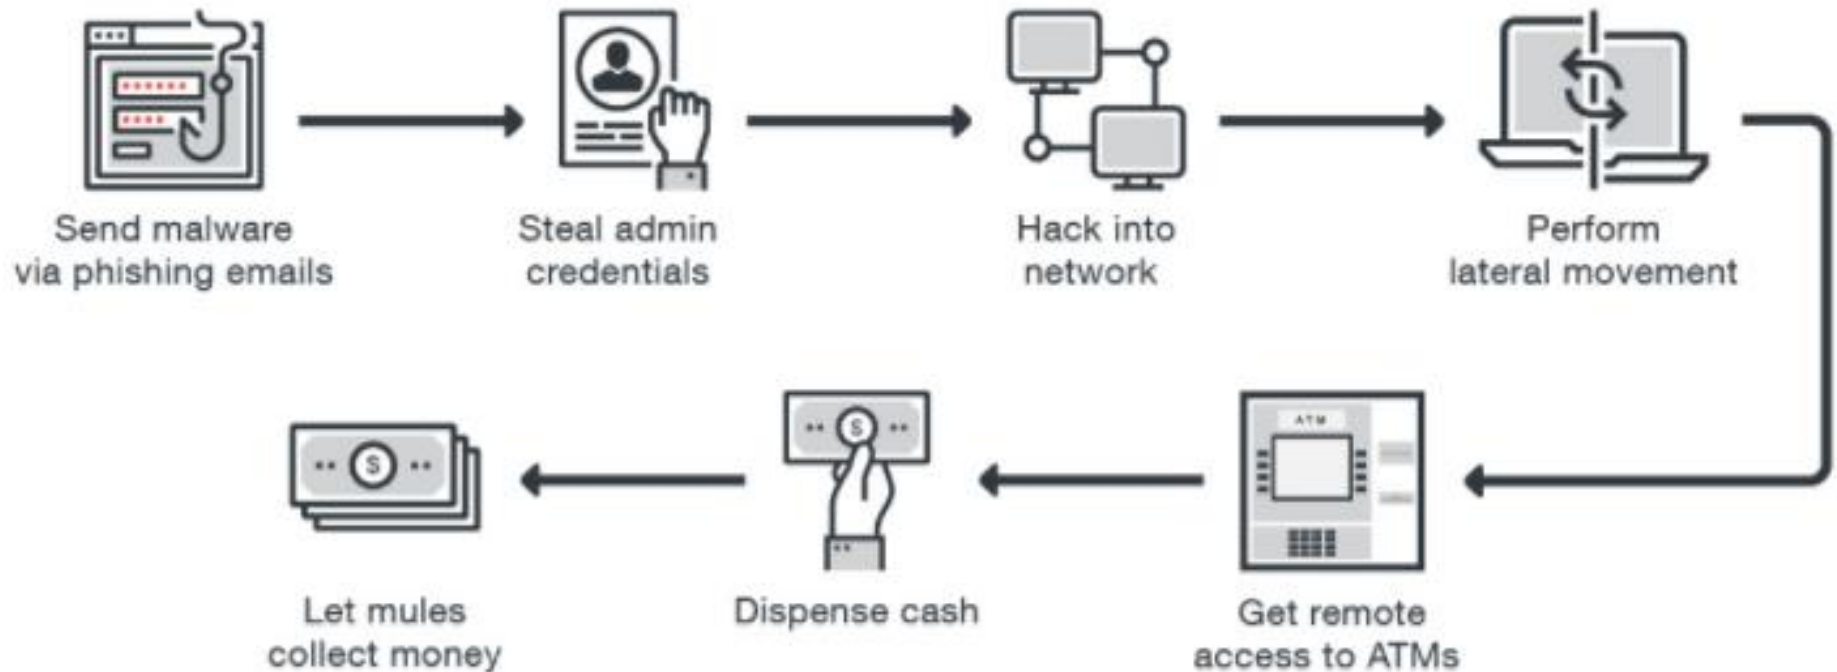 Send malware
via phishing emails
Steal admin
credentials
Hack into
network
Perform
lateral movement
ATM
Get remote
access to ATMs
Dispense cash
Let mules
collect money